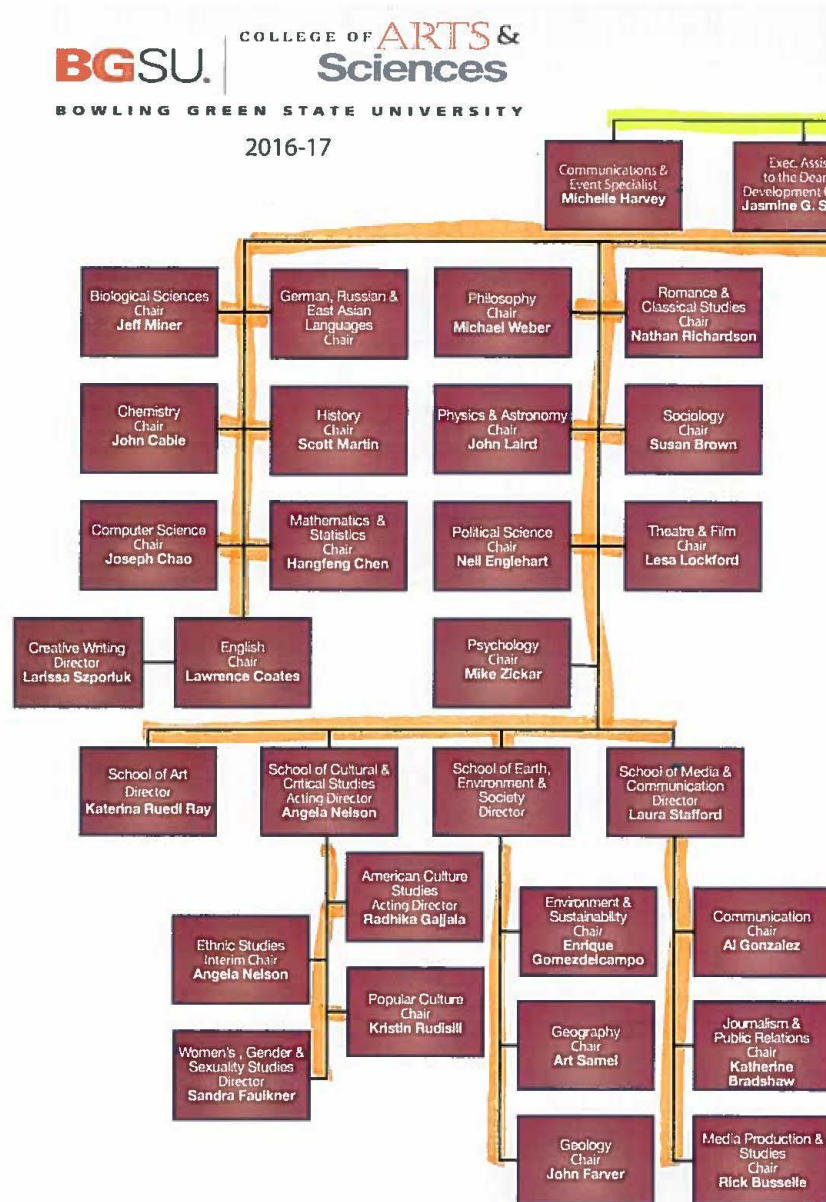 COLLEGE OF ARTS &
Sciences
BGSU.
BOWLING GREEN STATE UNIVERSITY
2016-17
Communications &
Event Specialist
Michelle Harvey
Exec. Assis
to the Dean
Development
Jasmine G. S
Biological Sciences
Chair
Jeff Miner
German, Russian &
East Asian
Languages
Chair
Philosophy
Chair
Michael Weber
Romance &
Classical Studies
Chair
Nathan Richardson
Chemistry
Chair
John Cable
History
Chair
Scott Martin
Physics & Astronomy
Chair
John Laird
Sociology
Chair
Susan Brown
Computer Science
Chair
Joseph Chao
Mathematics &
Statistics
Chair
Hangfeng Chen
Political Science
Chair
Neil Englehart
Theatre & Film
Chair
Lesa Lockford
Creative Writing
Director
Larissa Szporluk
English
Chair
Lawrence Coates
Psychology
Chair
Mike Zickar
School of Art
Director
Katerina Ruedi Ray
School of Cultural &
Critical Studies
Acting Director
Angela Nelson
School of Earth,
Environment &
Society
Director
School of Media &
Communication
Director
Laura Stafford
American Culture
Studies
Acting Director
Radhika Gajjala
Ethnic Studies
Interim Chair
Angela Nelson
Popular Culture
Chair
Kristin Rudisill
Women's, Gender &
Sexuality Studies
Director
Sandra Faulkner
Environment &
Sustainability
Chair
Enrique
Gomezdelcampo
Geography
Chair
Art Samel
Geology
Chair
John Farver
Communication
Chair
Al Gonzalez
Journalism &
Public Relations
Chair
Katherine
Bradshaw
Media Production &
Studies
Chair
Rick Busselle